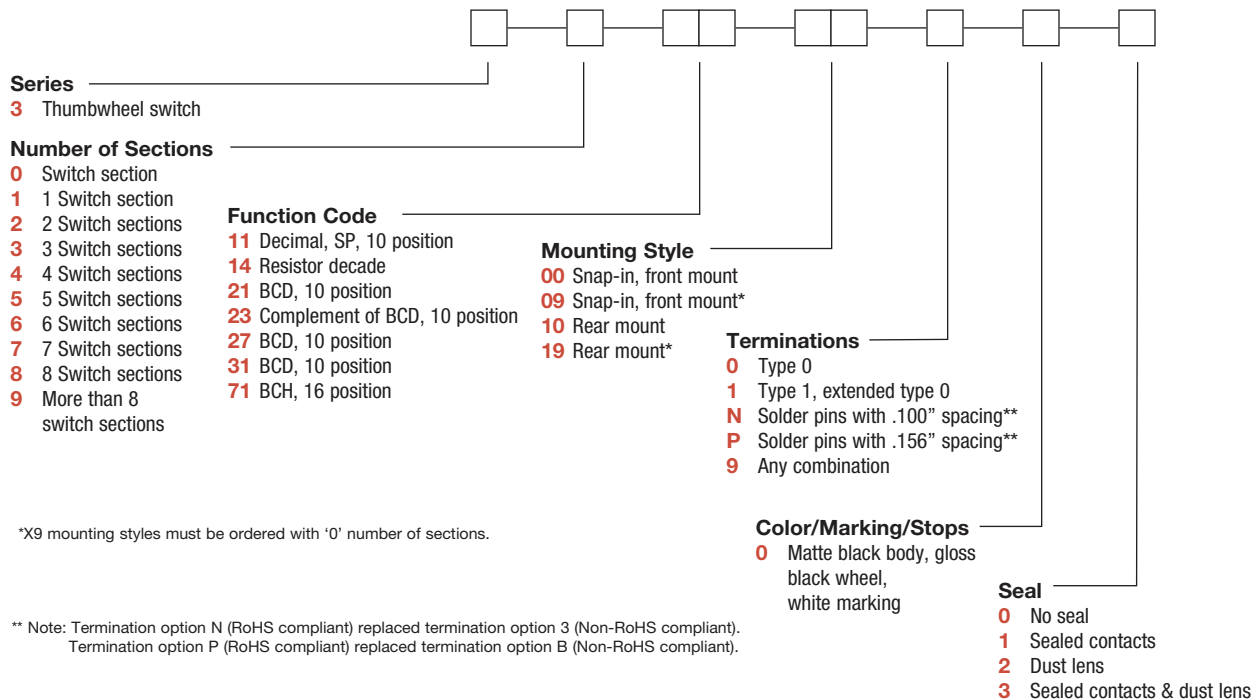 Series
3 Thumbwheel switch
Number of Sections
0 Switch section
1 1 Switch section
2 2 Switch sections
3 3 Switch sections
4 4 Switch sections
5 5 Switch sections
6 6 Switch sections
7 7 Switch sections
8 8 Switch sections
9 More than 8
switch sections
Function Code
11 Decimal, SP, 10 position
14 Resistor decade
21 BCD, 10 position
23 Complement of BCD, 10 position
27 BCD, 10 position
31 BCD, 10 position
71 BCH, 16 position
Mounting Style
00 Snap-in, front mount
09 Snap-in, front mount*
10 Rear mount
19 Rear mount*
Terminations
0 Type 0
1 Type 1, extended type 0
N Solder pins with .100” spacing**
P Solder pins with .156” spacing**
9 Any combination
Color/Marking/Stops
0 Matte black body, gloss
black wheel,
white marking
Seal
0 No seal
1 Sealed contacts
2 Dust lens
3 Sealed contacts & dust lens
*X9 mounting styles must be ordered with ‘0’ number of sections.
** Note: Termination option N (RoHS compliant) replaced termination option 3 (Non-RoHS compliant).
Termination option P (RoHS compliant) replaced termination option B (Non-RoHS compliant).